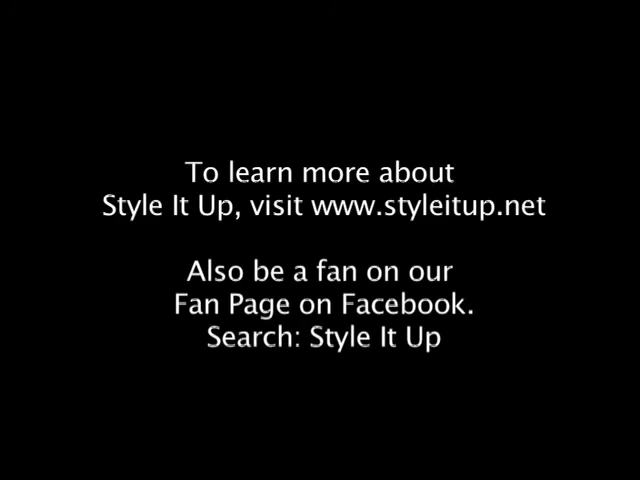 To learn more about
Style It Up, visit www.styleitup.net
Also be a fan on our
Fan Page on Facebook.
Search: Style It Up